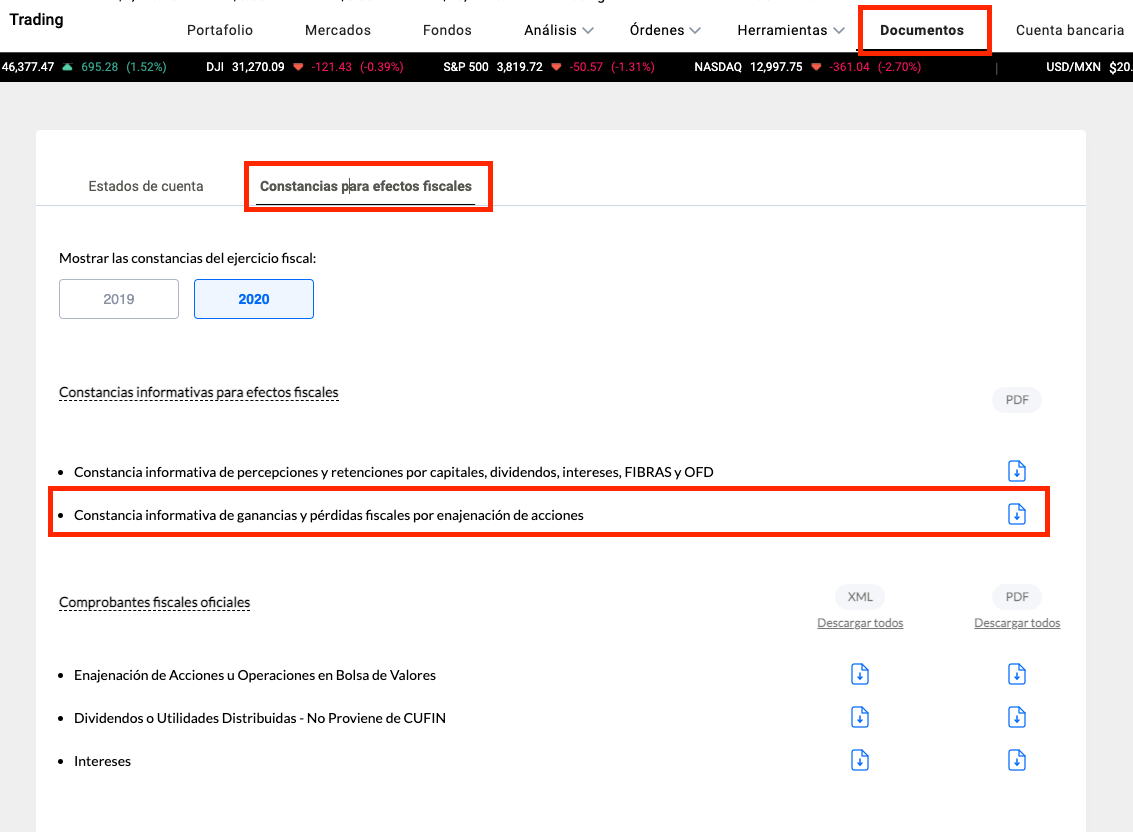 Trading
Portafolio Mercados Fondos Análisis Órdenes Herramientas Documentos Cuenta bancaria
46,377.47 695.28 (1.52%) DJI 31,270.09 -121.43 (-0.39%) S&P 500 3,819.72 -50.57 (-1.31%) NASDAQ 12,997.75 -361.04 (-2.70%) | USD/MXN $20.
Estados de cuenta Constancias para efectos fiscales
Mostrar las constancias del ejercicio fiscal:
2019 2020
Constancias informativas para efectos fiscales PDF
• Constancia informativa de percepciones y retenciones por capitales, dividendos, intereses, FIBRAS y OFD
• Constancia informativa de ganancias y pérdidas fiscales por enajenación de acciones
Comprobantes fiscales oficiales XML PDF
Descargar todos Descargar todos
• Enajenación de Acciones u Operaciones en Bolsa de Valores
• Dividendos o Utilidades Distribuidas - No Proviene de CUFIN
• Intereses